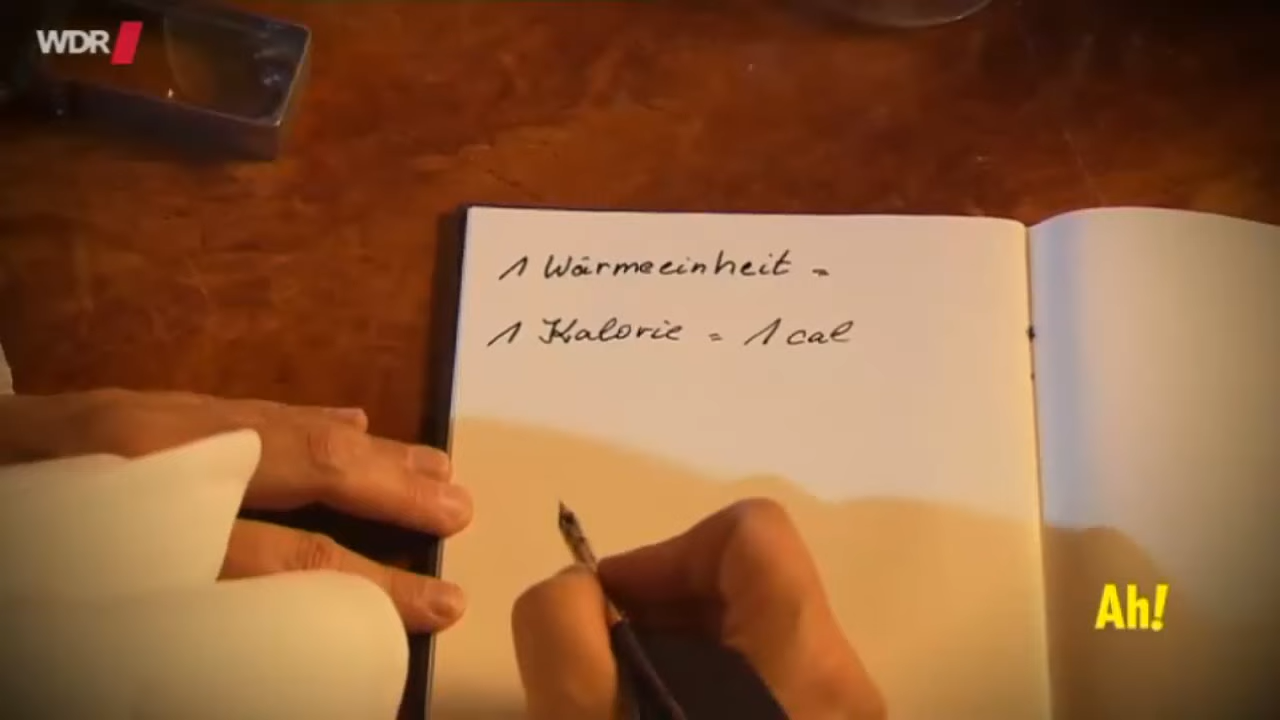 WDR
1 Wärmeeinheit =
1 Kalorie = 1 cal
Ah!